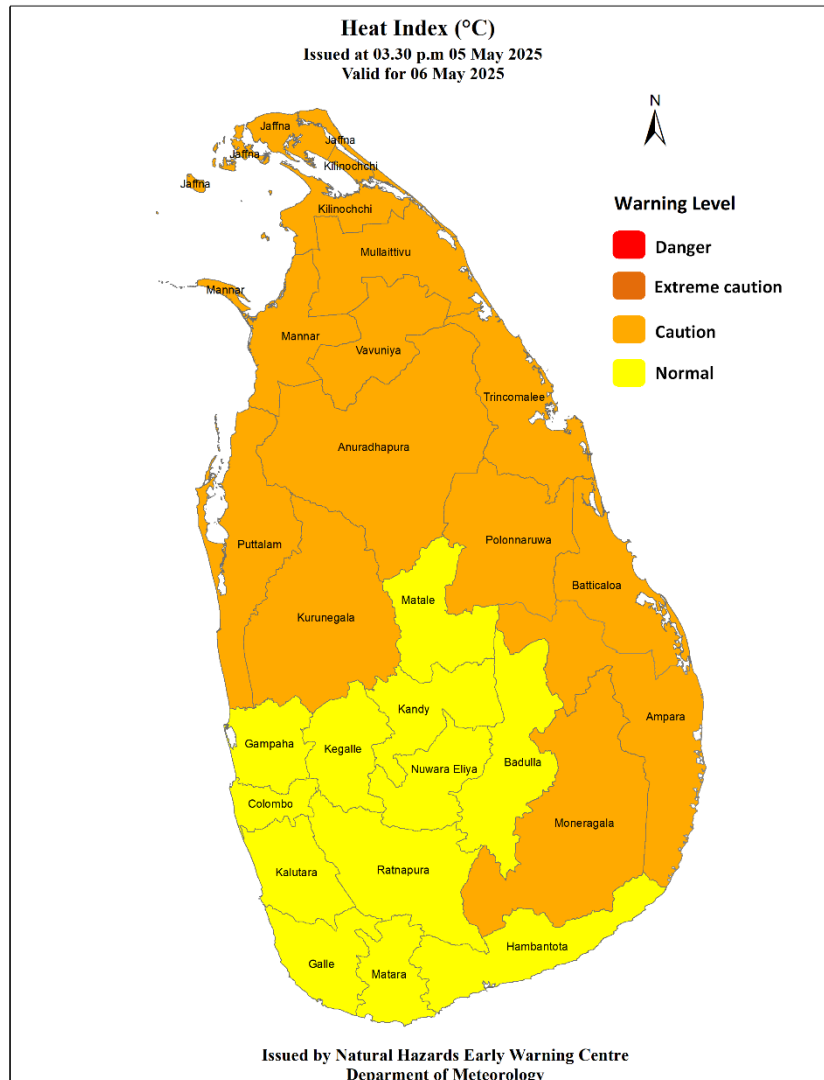 Heat Index (°C)
Issued at 03.30 p.m 05 May 2025
Valid for 06 May 2025
N
Jaffna
Jaffna
Jaffna
Kilinochchi
Jaffna
Kilinochchi
Mullaittivu
Mannar
Mannar
Vavuniya
Trincomalee
Anuradhapura
Puttalam
Polonnaruwa
Batticaloa
Matale
Kurunegala
Kandy
Ampara
Gampaha
Kegalle
Nuwara Eliya
Badulla
Colombo
Moneragala
Kalutara
Ratnapura
Hambantota
Galle
Matara
Warning Level
Danger
Extreme caution
Caution
Normal
Issued by Natural Hazards Early Warning Centre
Deparment of Meteorology